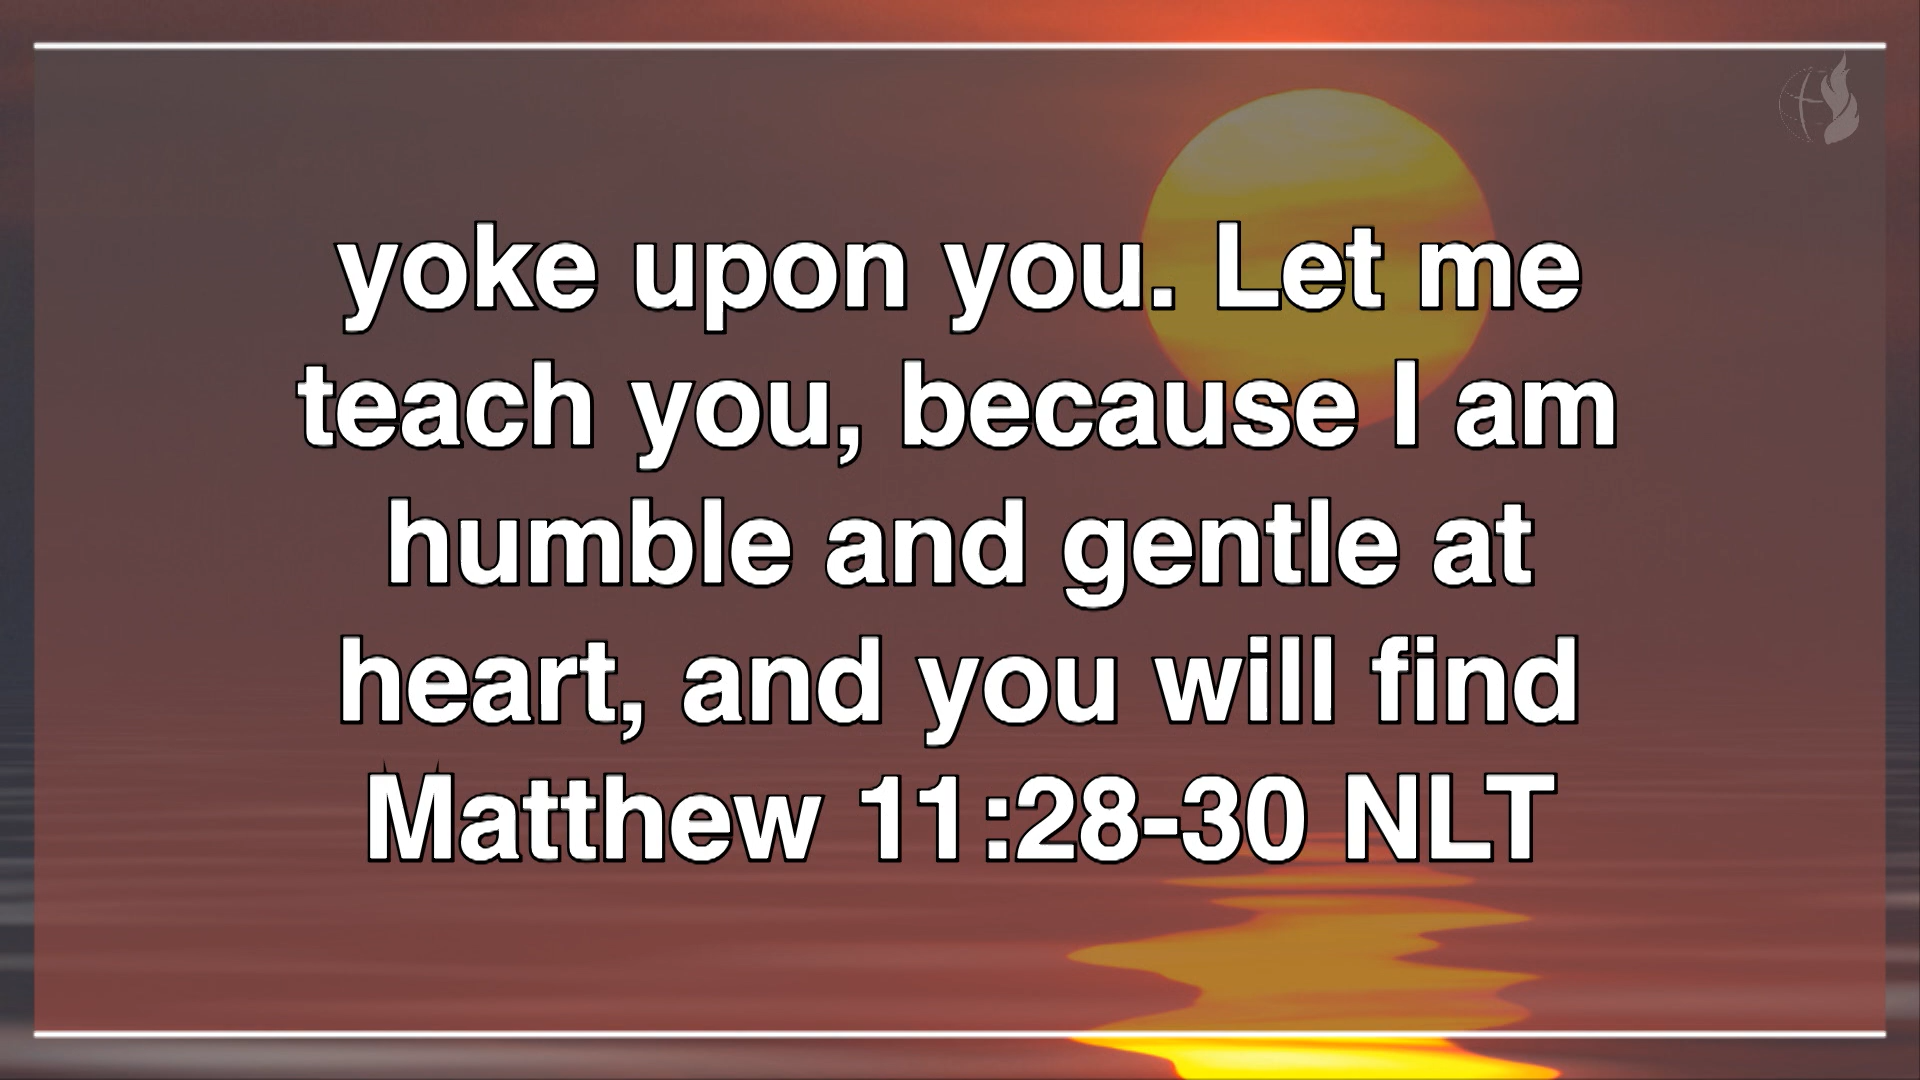 yoke upon you. Let me
teach you, because I am
humble and gentle at
heart, and you will find
Matthew 11:28-30 NLT